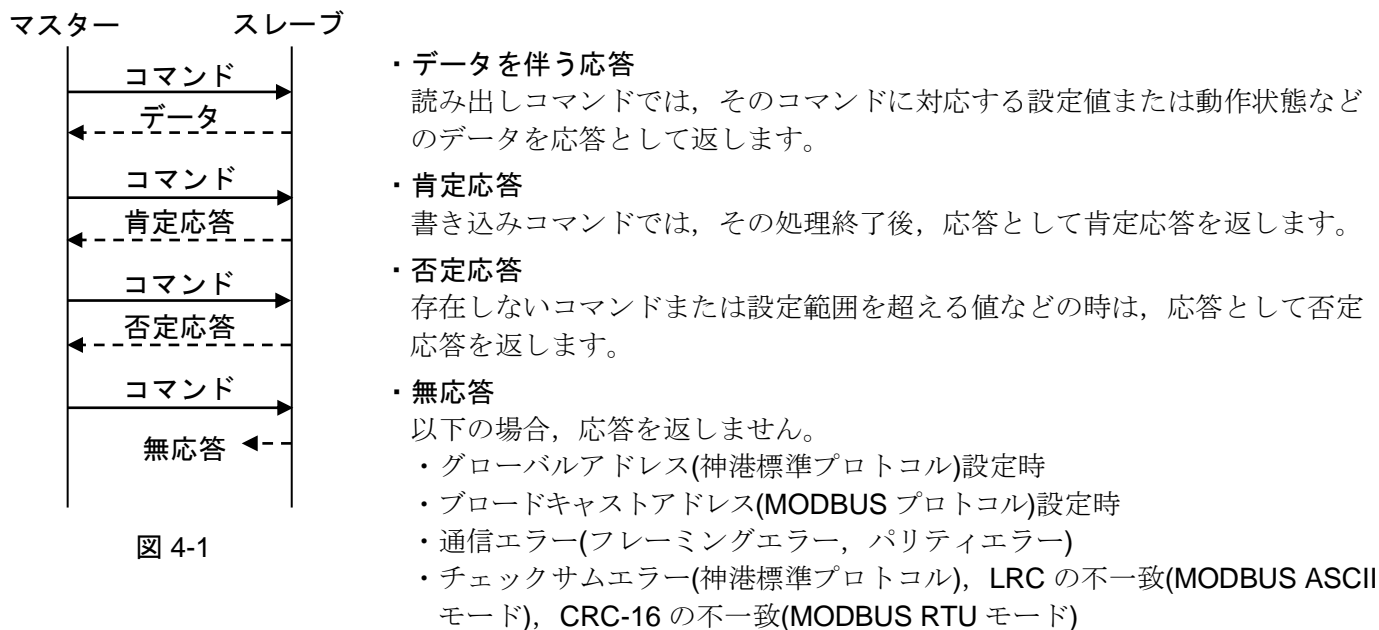 マスター スレーブ
コマンド
データ
コマンド
肯定応答
コマンド
否定応答
コマンド
無応答
図 4-1
・データを伴う応答
読み出しコマンドでは，そのコマンドに対応する設定値または動作状態など
のデータを応答として返します。
・肯定応答
書き込みコマンドでは，その処理終了後，応答として肯定応答を返します。
・否定応答
存在しないコマンドまたは設定範囲を超える値などの時は，応答として否定
応答を返します。
・無応答
以下の場合，応答を返しません。
・グローバルアドレス(神港標準プロトコル)設定時
・ブロードキャストアドレス(MODBUS プロトコル)設定時
・通信エラー(フレーミングエラー，パリティエラー)
・チェックサムエラー(神港標準プロトコル)，LRC の不一致(MODBUS ASCII
モード)，CRC-16 の不一致(MODBUS RTU モード)